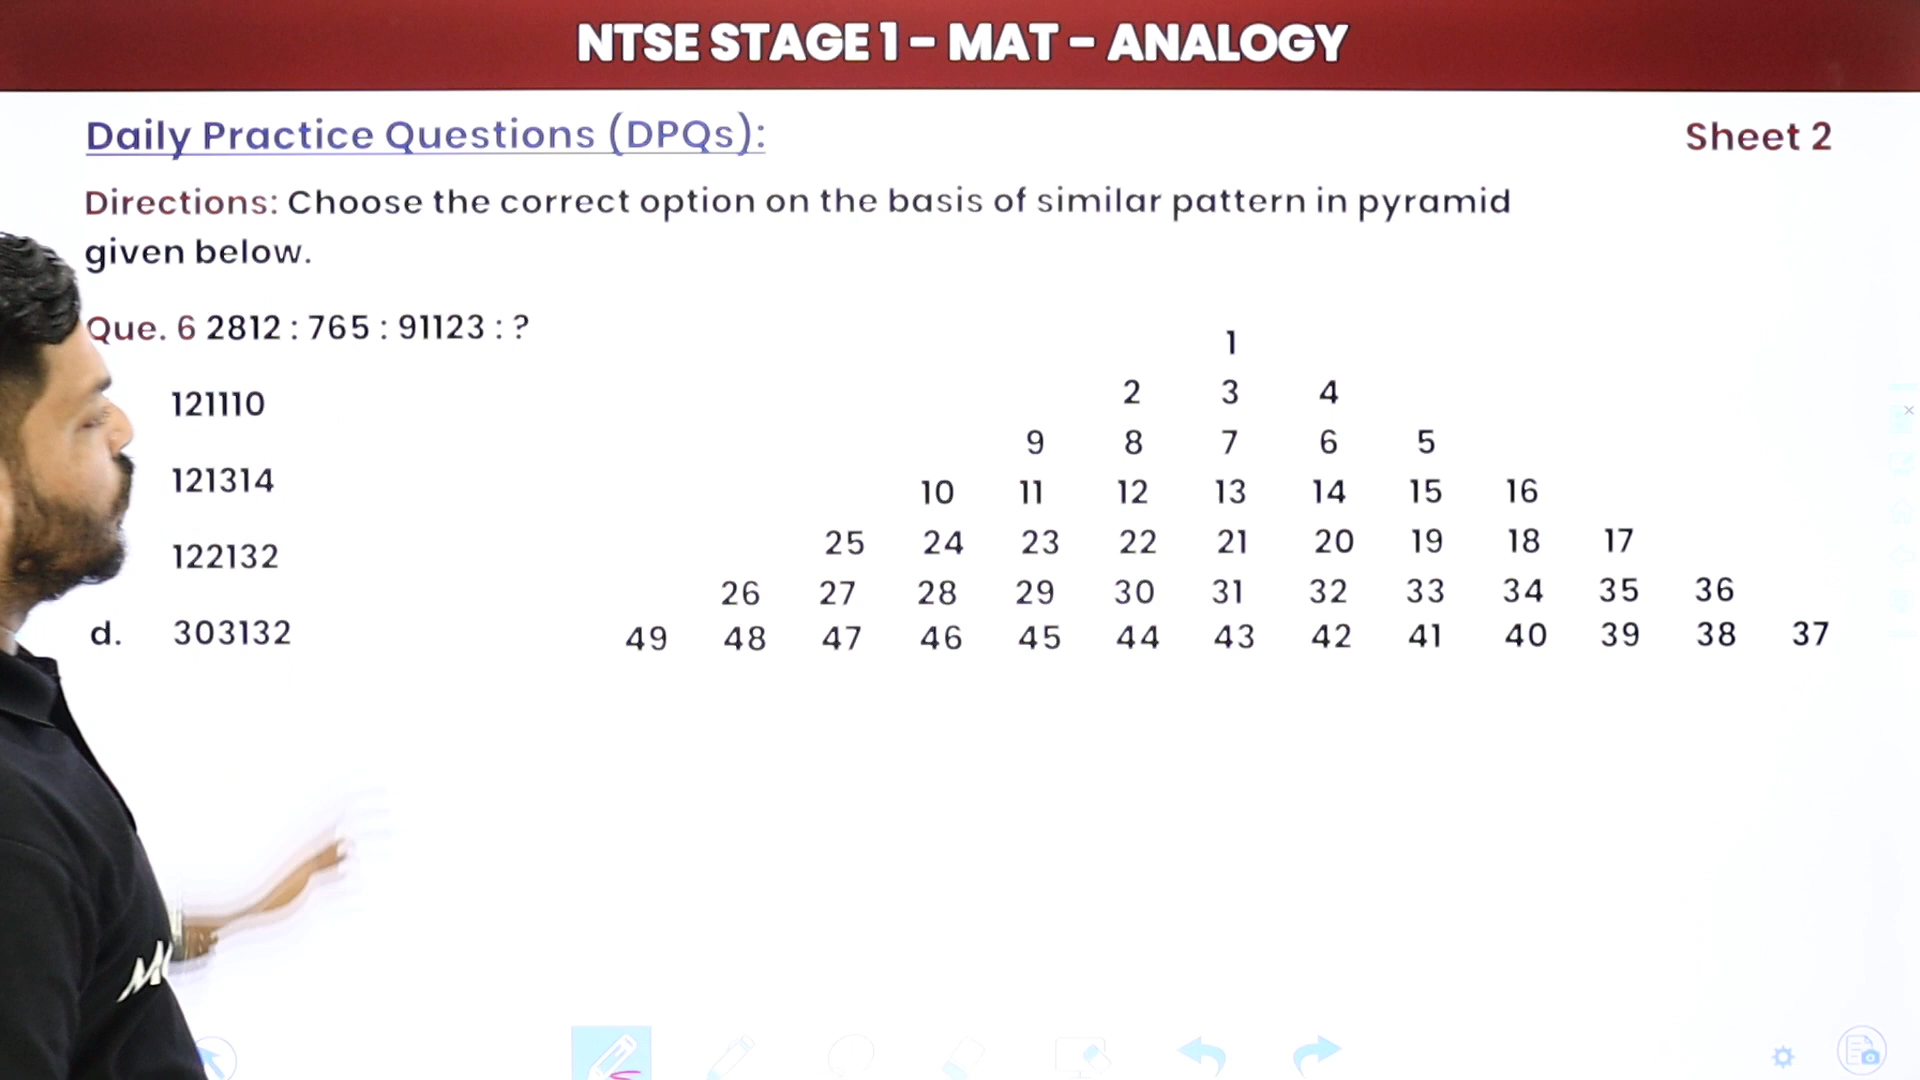 NTSE STAGE 1 - MAT - ANALOGY
Daily Practice Questions (DPQs):
Sheet 2
Directions: Choose the correct option on the basis of similar pattern in pyramid
given below.
Que. 6 2812 : 765 : 91123 : ?
121110
121314
122132
d. 303132
1
2 3 4
9 8 7 6 5
10 11 12 13 14 15 16
25 24 23 22 21 20 19 18 17
26 27 28 29 30 31 32 33 34 35 36
49 48 47 46 45 44 43 42 41 40 39 38 37